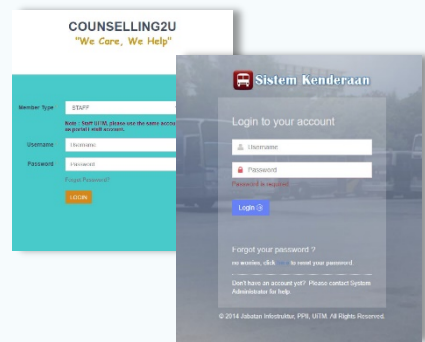 COUNSELLING2U
"We Care, We Help"
Member Type
STAFF
Note : Staff UiTM, please use the same
as portal i-staff account.
Username
Username
Password
Password
Forgot Password?
LOGIN
Sistem Kenderaan
Login to your account
Username
Password
Password is required.
Login
Forgot your password ?
no worries, click to reset your password.
Don't have an account yet? Please contact System
Administrator for help.
© 2014 Jabatan Infostruktur, PPII, UiTM. All Rights Reserved.